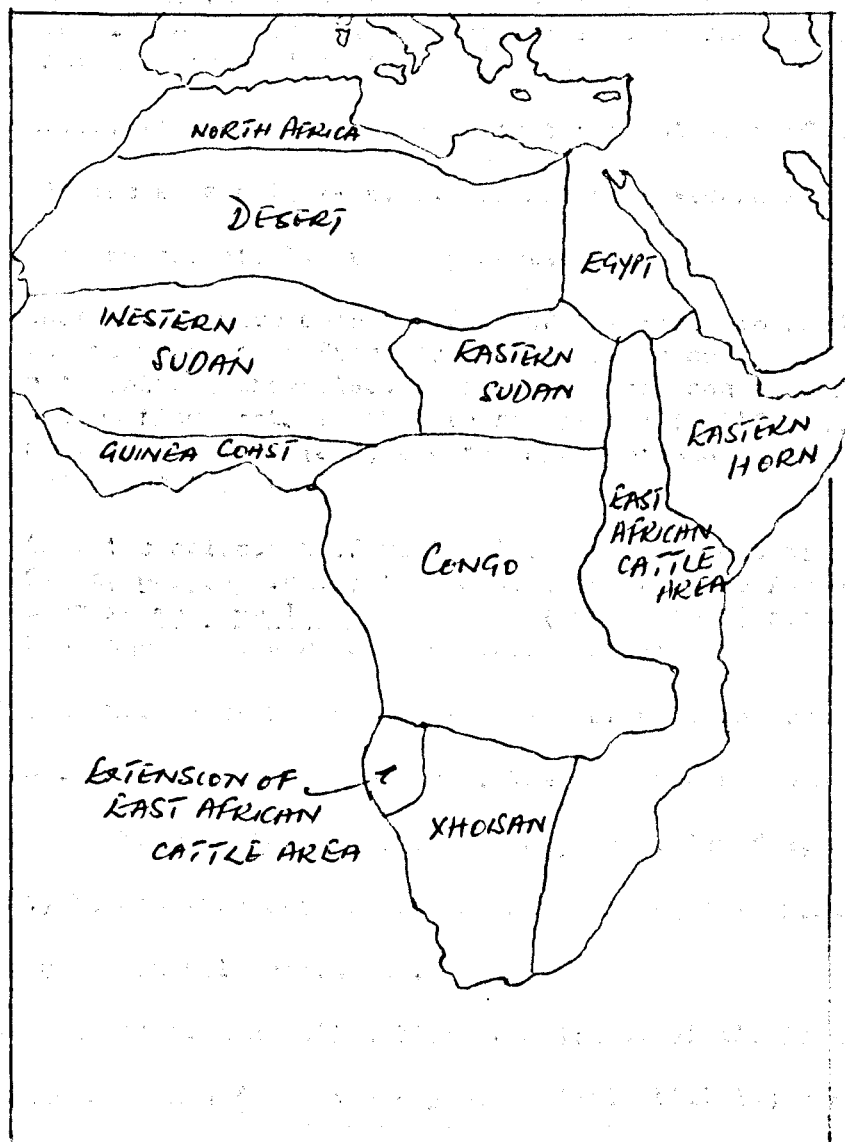 NORTH AFRICA
DESERT
EGYPT
WESTERN
SUDAN
EASTERN
SUDAN
EASTERN
HORN
GUINEA COAST
EAST
AFRICAN
CATTLE
AREA
CONGO
EXTENSION OF
EAST AFRICAN
CATTLE AREA
XHOISAN